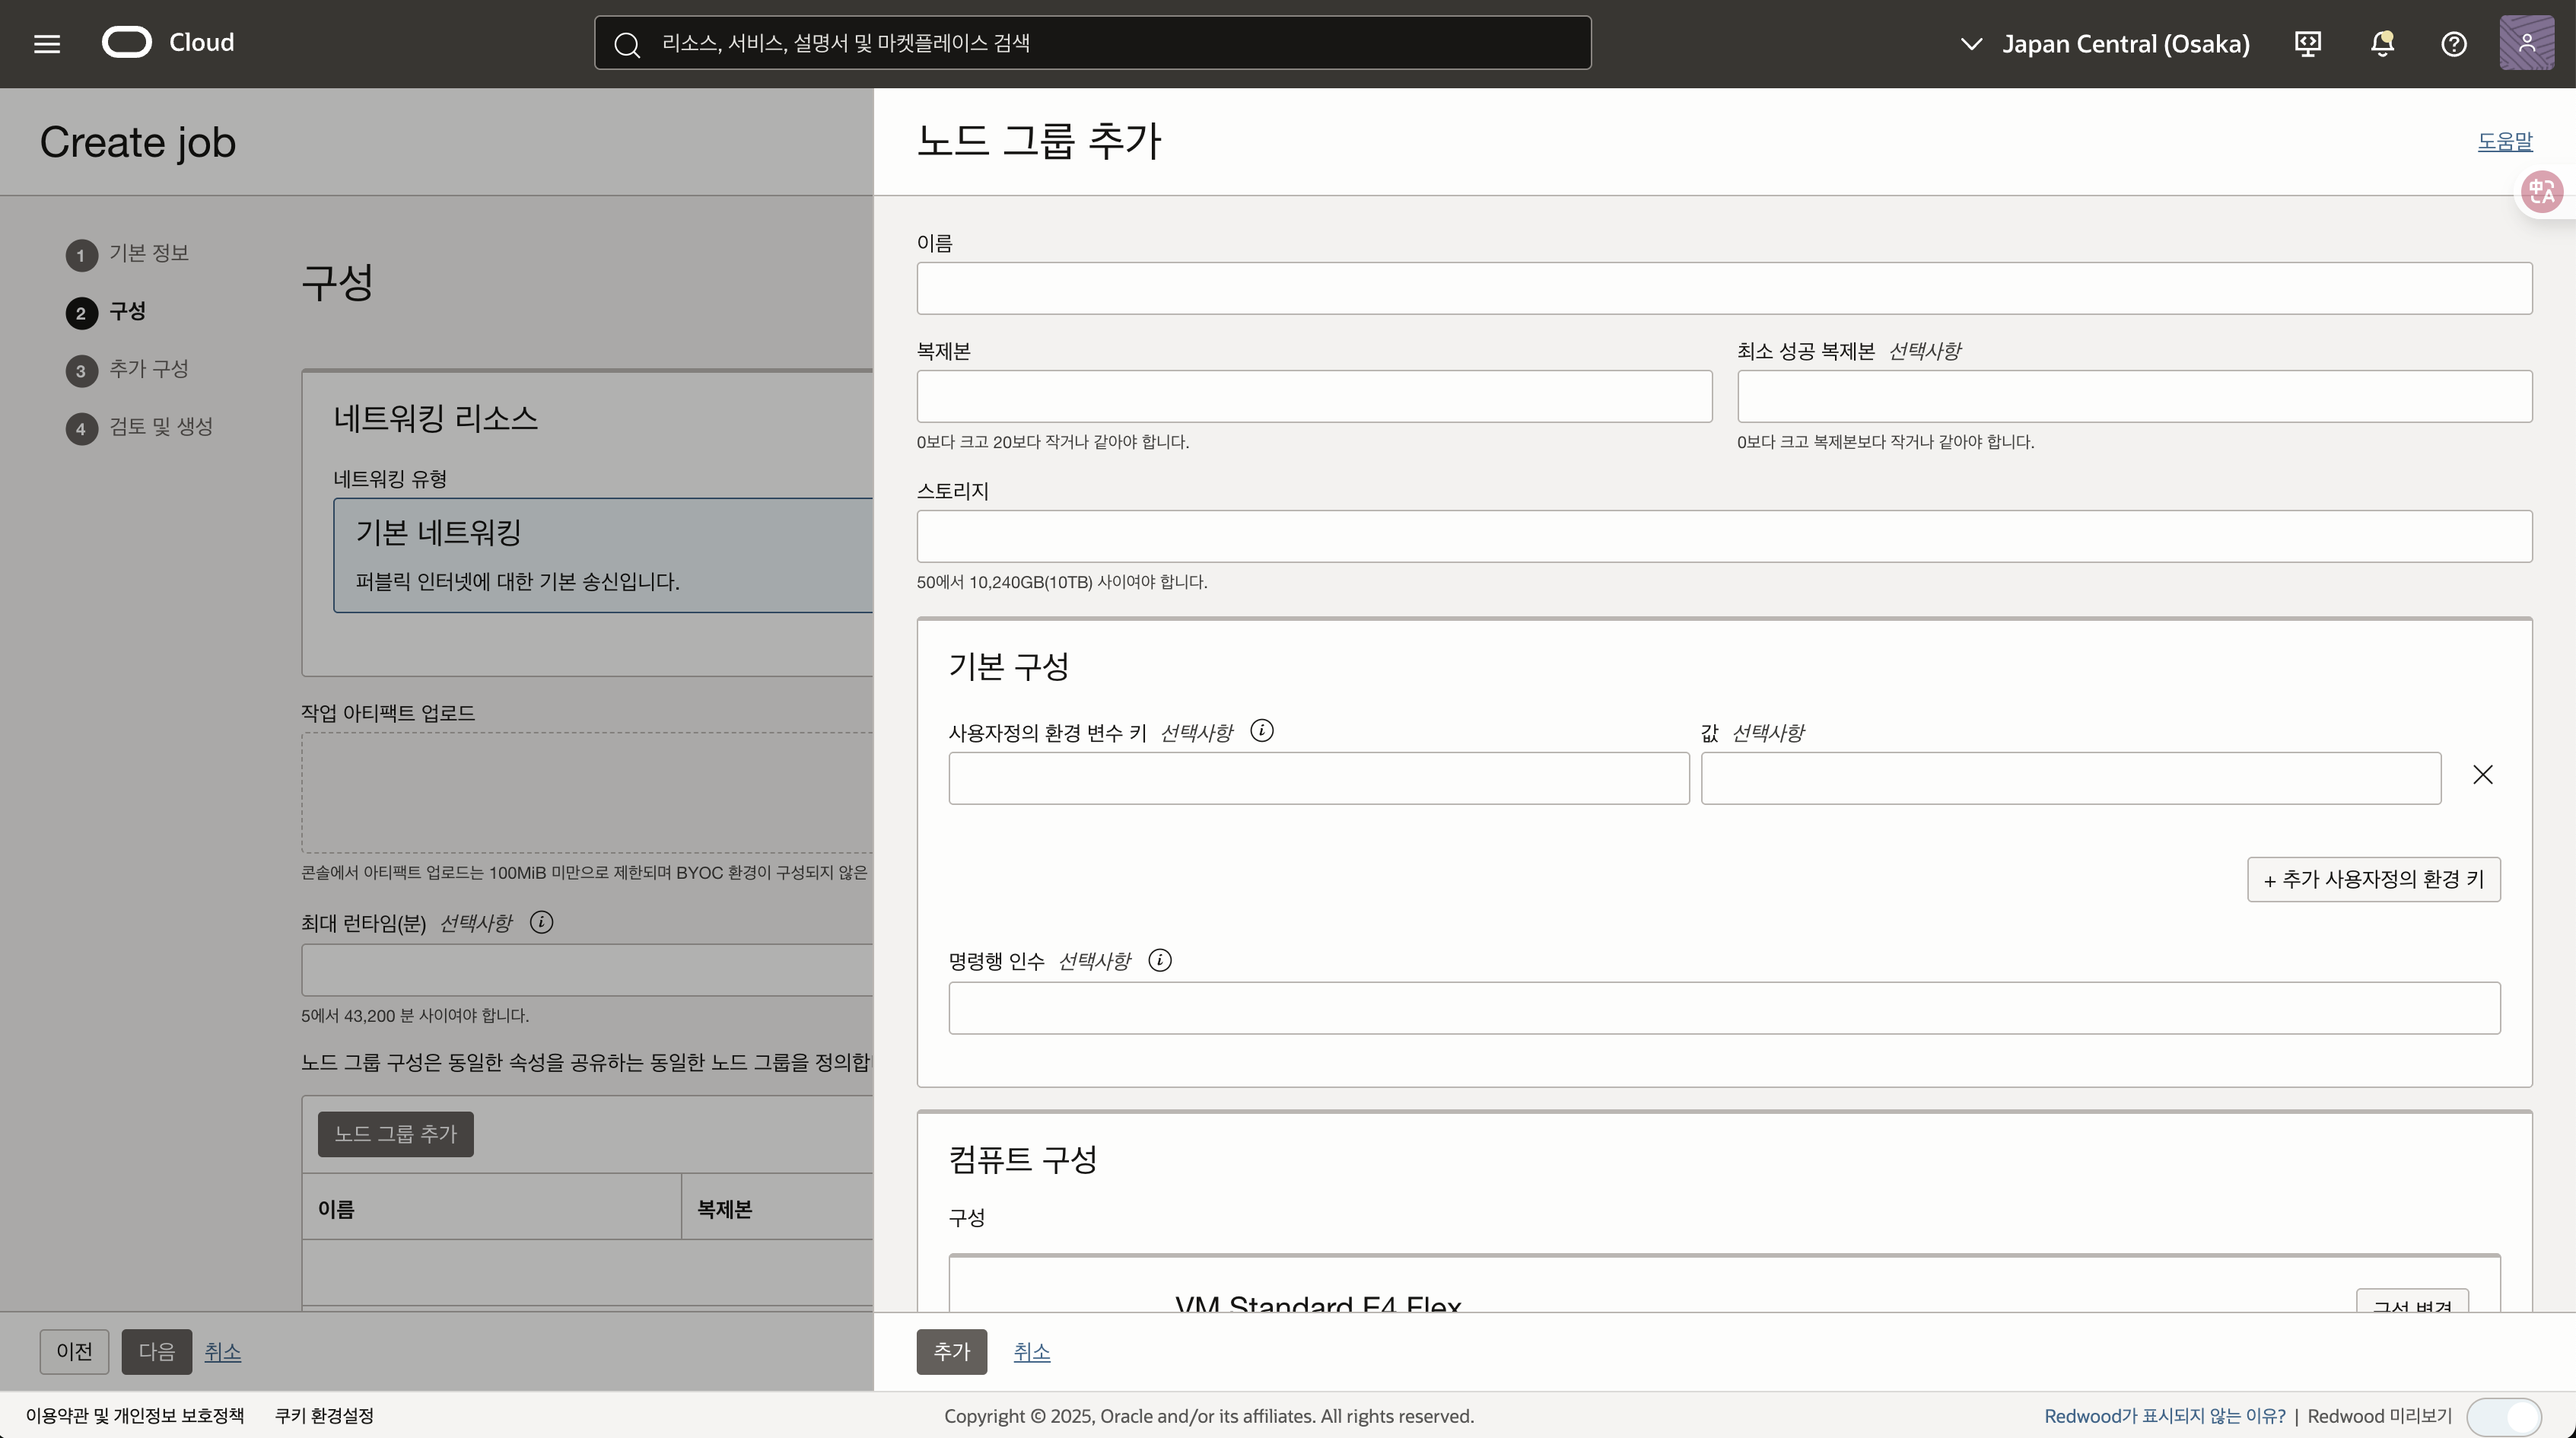 Cloud
리소스, 서비스, 설명서 및 마켓플레이스 검색
Japan Central (Osaka)
Create job
1 기본 정보
2 구성
3 추가 구성
4 검토 및 생성
구성
네트워킹 리소스
네트워킹 유형
기본 네트워킹
퍼블릭 인터넷에 대한 기본 송신입니다.
작업 아티팩트 업로드
콘솔에서 아티팩트 업로드는 100MiB 미만으로 제한되며 BYOC 환경이 구성되지 않은
최대 런타임(분) 선택사항
5에서 43,200 분 사이여야 합니다.
노드 그룹 구성은 동일한 속성을 공유하는 동일한 노드 그룹을 정의합
노드 그룹 추가
이름 복제본
이전 다음 취소
노드 그룹 추가
도움말
이름
복제본 최소 성공 복제본 선택사항
0보다 크고 20보다 작거나 같아야 합니다. 0보다 크고 복제본보다 작거나 같아야 합니다.
스토리지
50에서 10,240GB(10TB) 사이여야 합니다.
기본 구성
사용자정의 환경 변수 키 선택사항 값 선택사항
+ 추가 사용자정의 환경 키
명령행 인수 선택사항
컴퓨트 구성
구성
VM.Standard.E4.Flex
구성 변경
추가 취소
이용약관 및 개인정보 보호정책 쿠키 환경설정
Copyright © 2025, Oracle and/or its affiliates. All rights reserved.
Redwood가 표시되지 않는 이유? | Redwood 미리보기